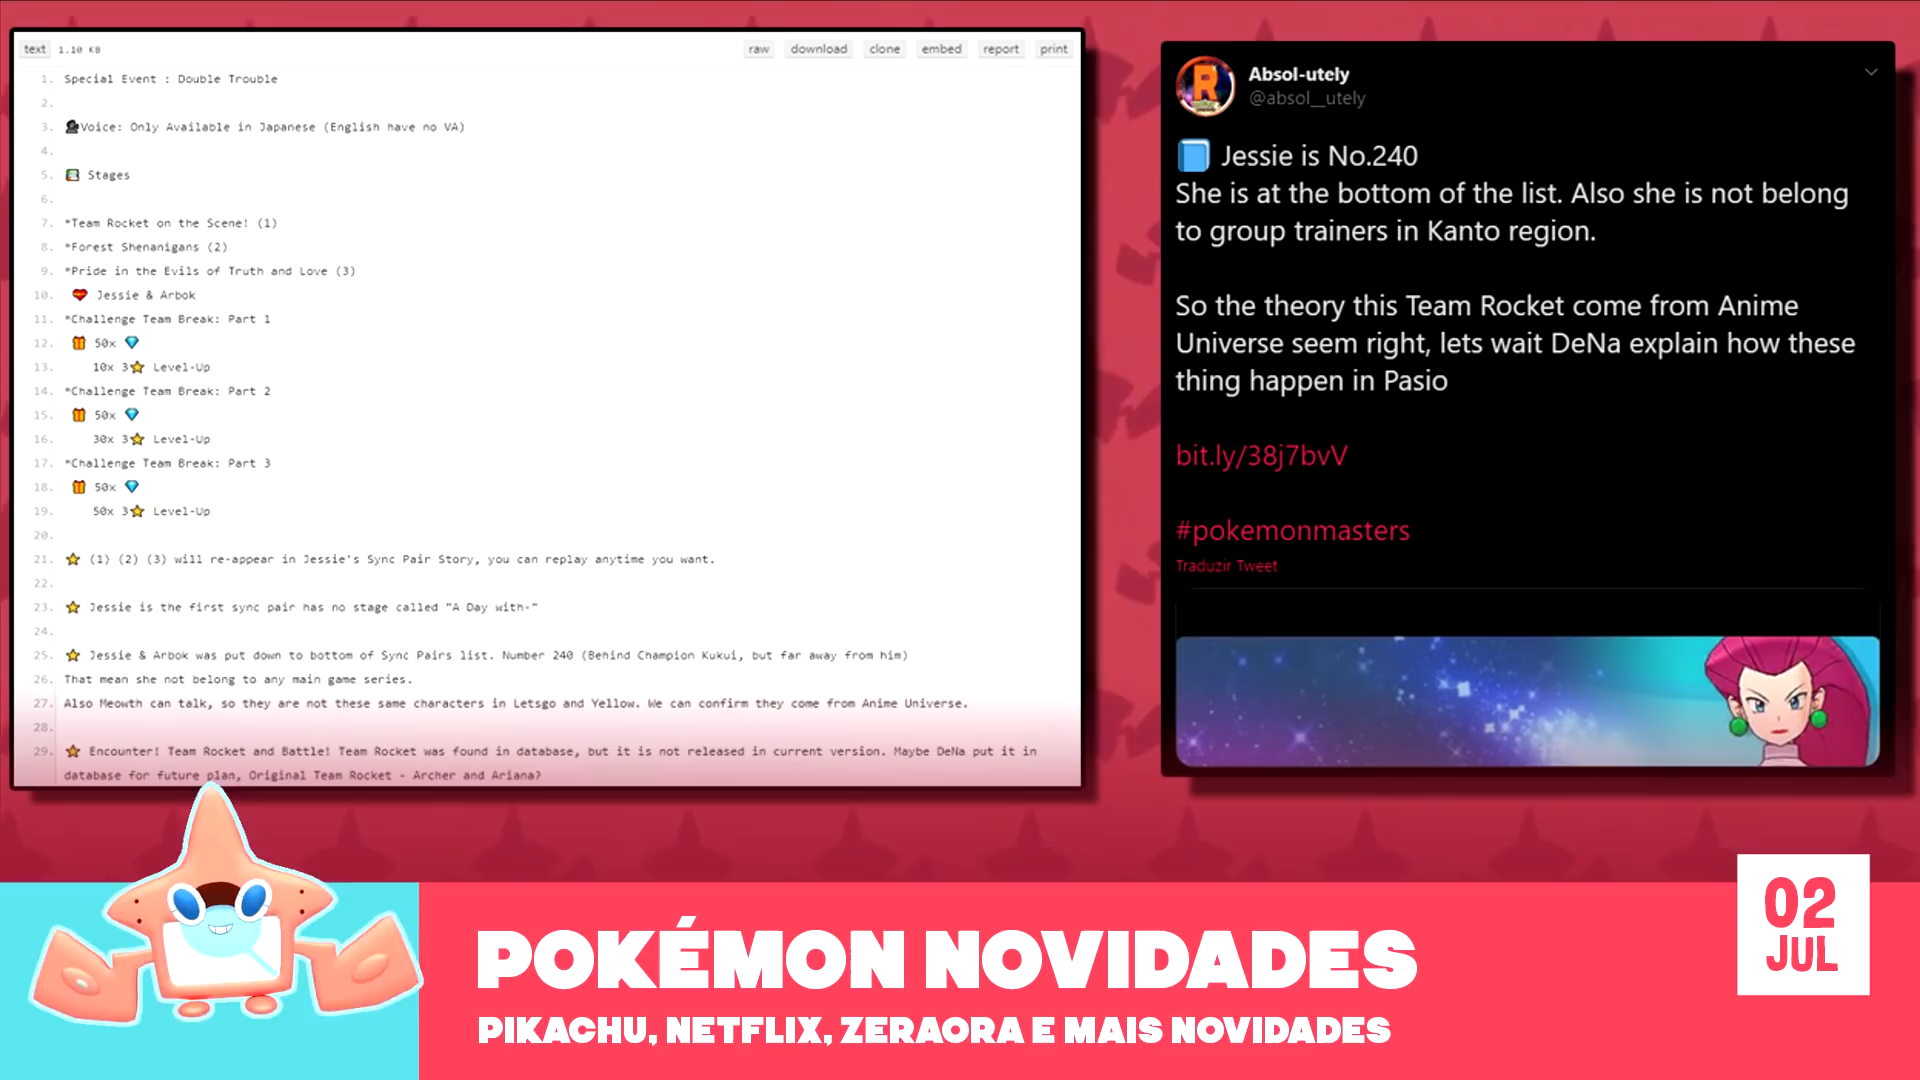 text 1.10 KB raw download clone embed report print
1. Special Event : Double Trouble
2.
3. Voice: Only Available in Japanese (English have no VA)
4.
5. Stages
6.
7. *Team Rocket on the Scene! (1)
8. *Forest Shenanigans (2)
9. *Pride in the Evils of Truth and Love (3)
10. Jessie & Arbok
11. *Challenge Team Break: Part 1
12. 50x
13. 10x 3⭐ Level-Up
14. *Challenge Team Break: Part 2
15. 50x
16. 30x 3⭐ Level-Up
17. *Challenge Team Break: Part 3
18. 50x
19. 50x 3⭐ Level-Up
20.
21. ⭐ (1) (2) (3) will re-appear in Jessie's Sync Pair Story, you can replay anytime you want.
22.
23. ⭐ Jessie is the first sync pair has no stage called "A Day with-"
24.
25. ⭐ Jessie & Arbok was put down to bottom of Sync Pairs list. Number 240 (Behind Champion Kukui, but far away from him)
26. That mean she not belong to any main game series.
27. Also Meowth can talk, so they are not these same characters in Letsgo and Yellow. We can confirm they come from Anime Universe.
28.
29. ⭐ Encounter! Team Rocket and Battle! Team Rocket was found in database, but it is not released in current version. Maybe DeNa put it in
database for future plan, Original Team Rocket - Archer and Ariana?
R
Absol-utely
@absol__utely
Jessie is No.240
She is at the bottom of the list. Also she is not belong
to group trainers in Kanto region.
So the theory this Team Rocket come from Anime
Universe seem right, lets wait DeNa explain how these
thing happen in Pasio
bit.ly/38j7bvV
#pokemonmasters
Traduzir Tweet
POKÉMON NOVIDADES
PIKACHU, NETFLIX, ZERAORA E MAIS NOVIDADES
02
JUL